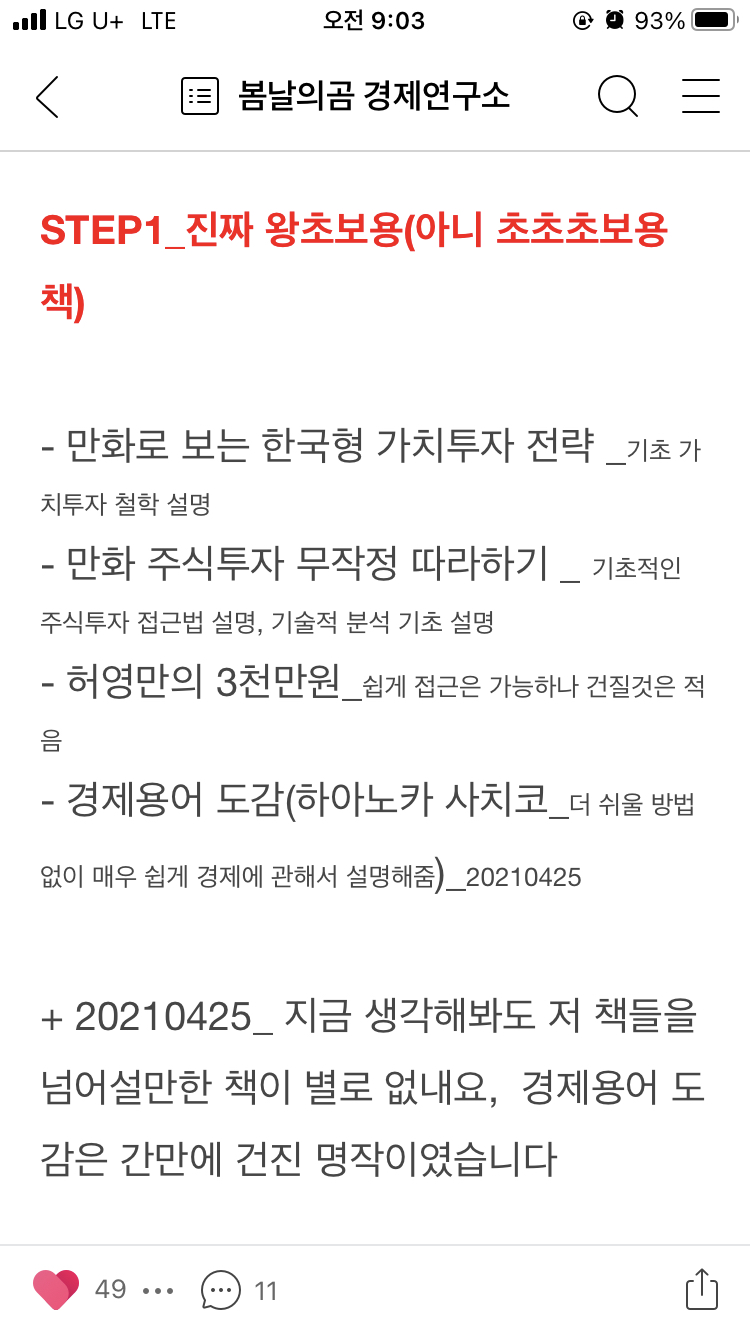 LG U+ LTE 오전 9:03 93%
봄날의곰 경제연구소
STEP1_진짜 왕초보용(아니 초초초보용
책)
- 만화로 보는 한국형 가치투자 전략 _기초 가
치투자 철학 설명
- 만화 주식투자 무작정 따라하기 _ 기초적인
주식투자 접근법 설명, 기술적 분석 기초 설명
- 허영만의 3천만원_쉽게 접근은 가능하나 건질것은 적
음
- 경제용어 도감(하아노카 사치코_더 쉬울 방법
없이 매우 쉽게 경제에 관해서 설명해줌)_20210425
+ 20210425_ 지금 생각해봐도 저 책들을
넘어설만한 책이 별로 없내요, 경제용어 도
감은 간만에 건진 명작이였습니다
49 11